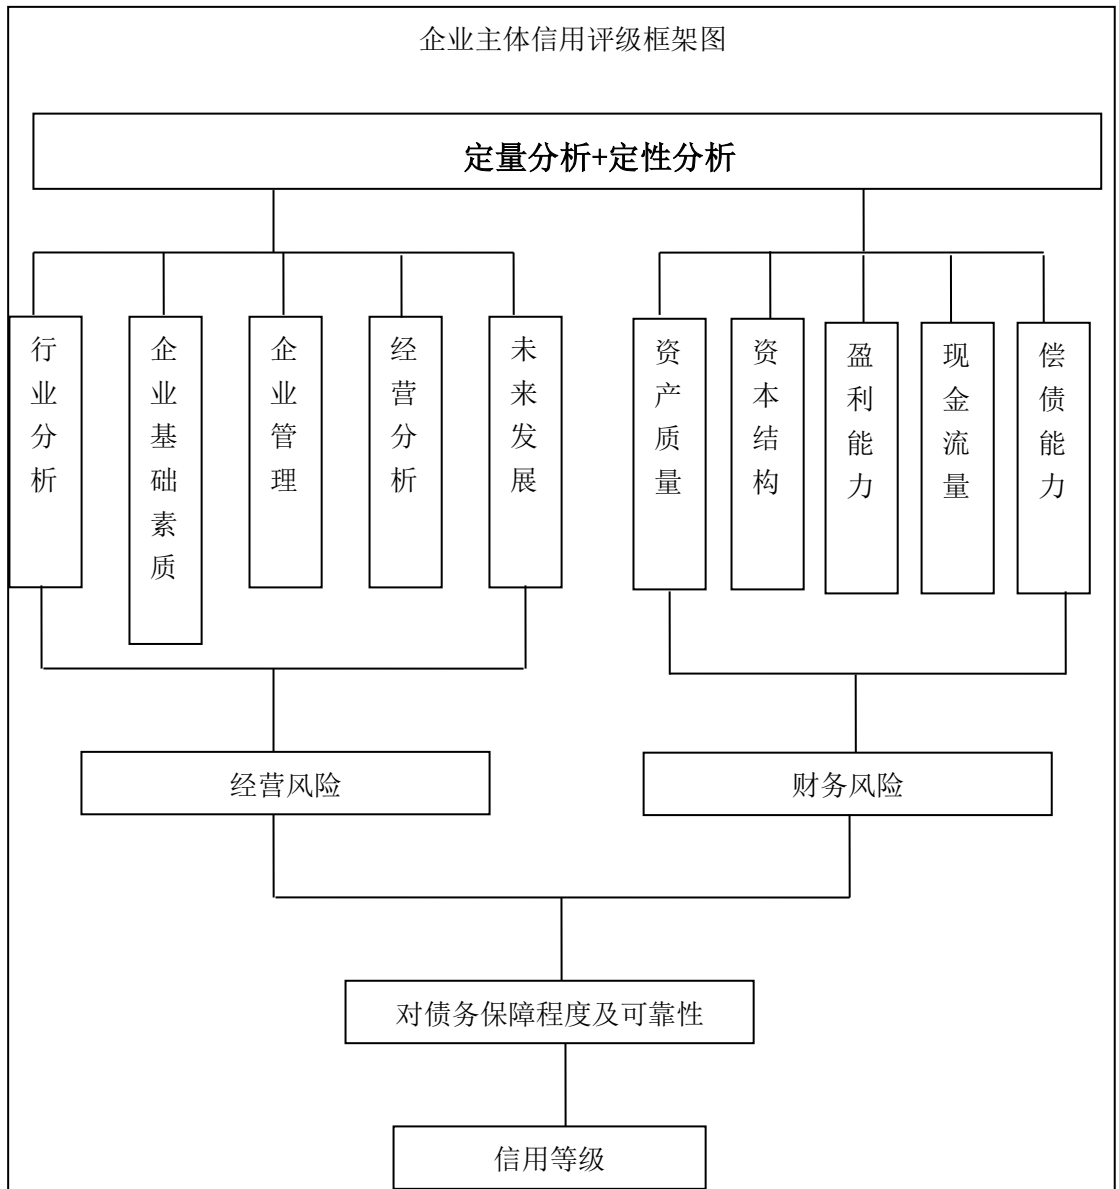 企业主体信用评级框架图
定量分析+定性分析
行业分析
企业基础素质
企业管理
经营分析
未来发展
资产质量
资本结构
盈利能力
现金流量
偿债能力
经营风险
财务风险
对债务保障程度及可靠性
信用等级